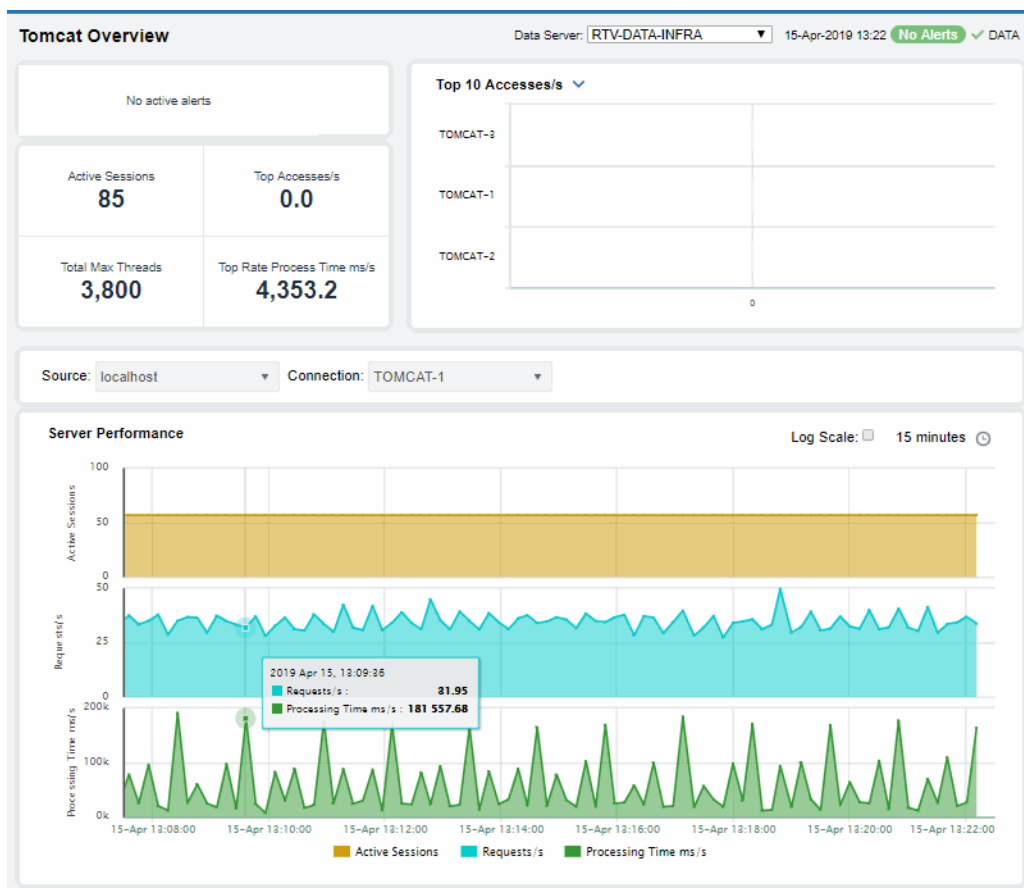 Tomcat Overview
Data Server: RTV-DATA-INFRA 15-Apr-2019 13:22 No Alerts DATA
No active alerts
Active Sessions
85
Top Accesses/s
0.0
Total Max Threads
3,800
Top Rate Process Time ms/s
4,353.2
Top 10 Accesses/s
TOMCAT-3
TOMCAT-1
TOMCAT-2
0
Source: localhost Connection: TOMCAT-1
Server Performance
Log Scale: 15 minutes
100
50
0
Active Sessions
50
25
0
Requests/s
2019 Apr 15, 13:09:36
Requests/s : 31.95
Processing Time ms/s : 181 557.68
200k
100k
0k
Processing Time ms/s
15-Apr 13:08:00 15-Apr 13:10:00 15-Apr 13:12:00 15-Apr 13:14:00 15-Apr 13:16:00 15-Apr 13:18:00 15-Apr 13:20:00 15-Apr 13:22:00
Active Sessions Requests/s Processing Time ms/s